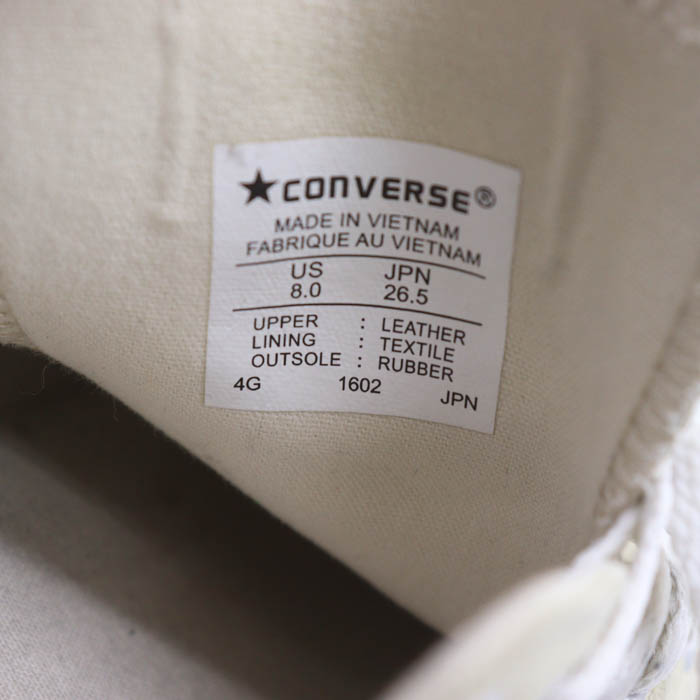 ★CONVERSE®
MADE IN VIETNAM
FABRIQUE AU VIETNAM
US JPN
8.0 26.5
UPPER : LEATHER
LINING : TEXTILE
OUTSOLE : RUBBER
4G 1602 JPN